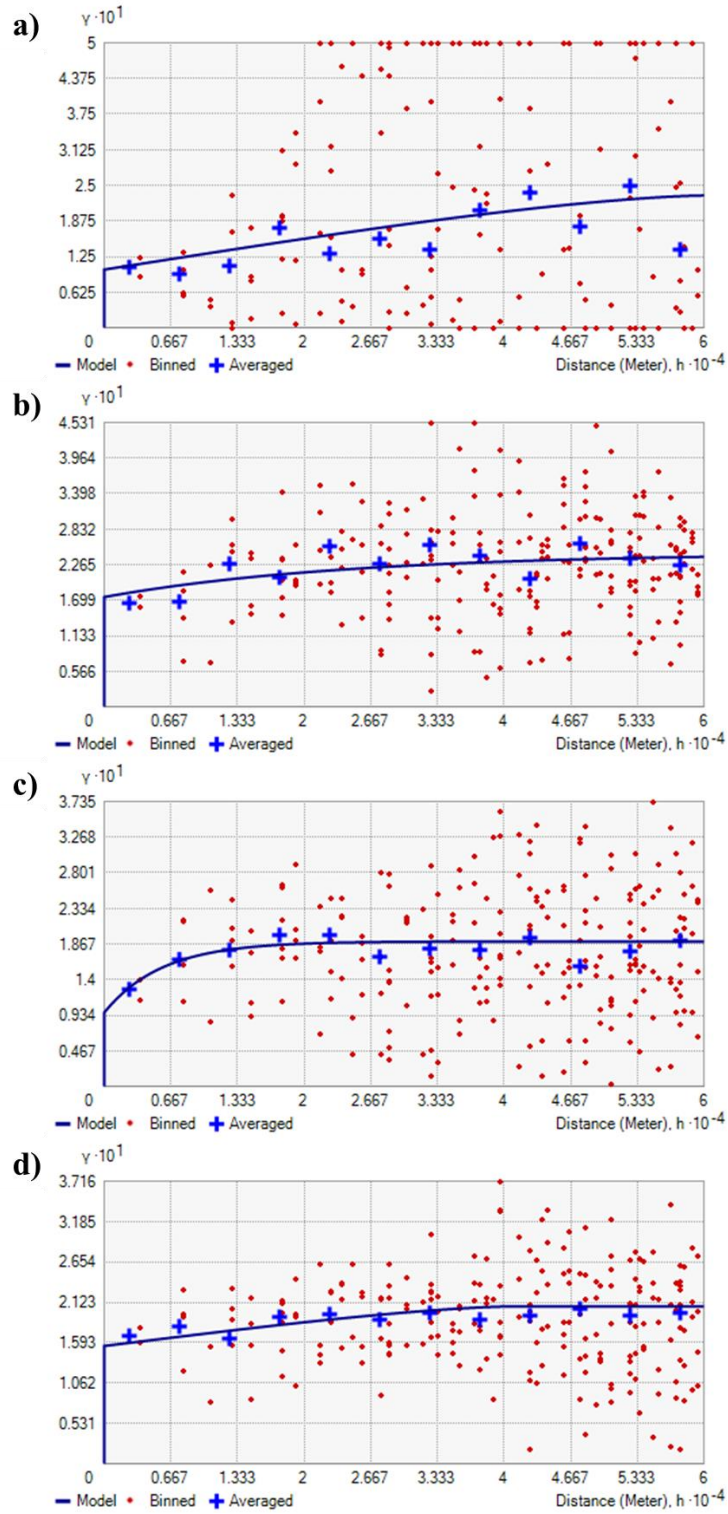 a)
γ·10¹
5
4.375
3.75
3.125
2.5
1.875
1.25
0.625
0 0.667 1.333 2 2.667 3.333 4 4.667 5.333 6
Model Binned Averaged Distance (Meter), h·10⁻⁴
b)
γ·10¹
4.531
3.964
3.398
2.832
2.265
1.699
1.133
0.566
0 0.667 1.333 2 2.667 3.333 4 4.667 5.333 6
Model Binned Averaged Distance (Meter), h·10⁻⁴
c)
γ·10¹
3.735
3.268
2.801
2.334
1.867
1.4
0.934
0.467
0 0.667 1.333 2 2.667 3.333 4 4.667 5.333 6
Model Binned Averaged Distance (Meter), h·10⁻⁴
d)
γ·10¹
3.716
3.185
2.654
2.123
1.593
1.062
0.531
0 0.667 1.333 2 2.667 3.333 4 4.667 5.333 6
Model Binned Averaged Distance (Meter), h·10⁻⁴